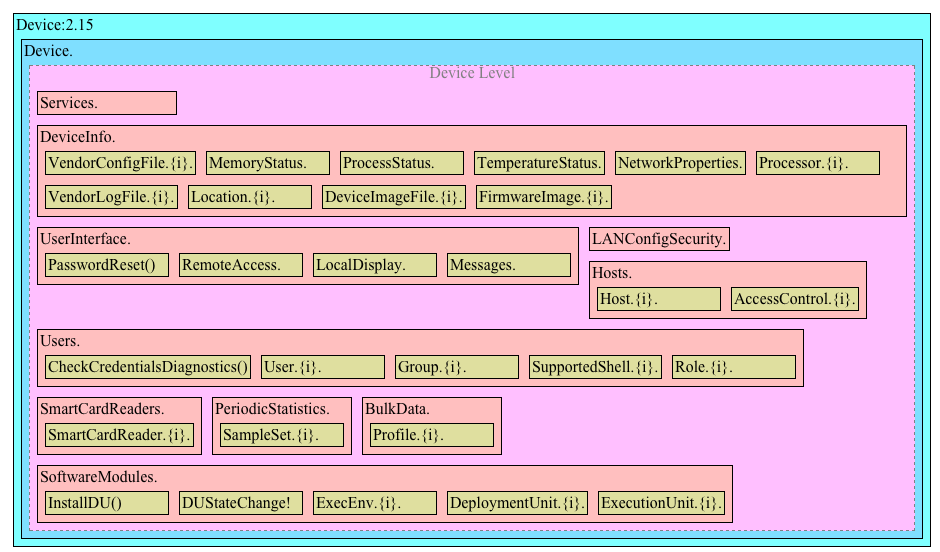 Device:2.15
Device.
Device Level
Services.
DeviceInfo.
VendorConfigFile.{i}. MemoryStatus. ProcessStatus. TemperatureStatus. NetworkProperties. Processor.{i}.
VendorLogFile.{i}. Location.{i}. DeviceImageFile.{i}. FirmwareImage.{i}.
UserInterface.
PasswordReset() RemoteAccess. LocalDisplay. Messages.
LANConfigSecurity.
Hosts.
Host.{i}. AccessControl.{i}.
Users.
CheckCredentialsDiagnostics() User.{i}. Group.{i}. SupportedShell.{i}. Role.{i}.
SmartCardReaders.
SmartCardReader.{i}.
PeriodicStatistics.
SampleSet.{i}.
BulkData.
Profile.{i}.
SoftwareModules.
InstallDU() DUStateChange! ExecEnv.{i}. DeploymentUnit.{i}. ExecutionUnit.{i}.